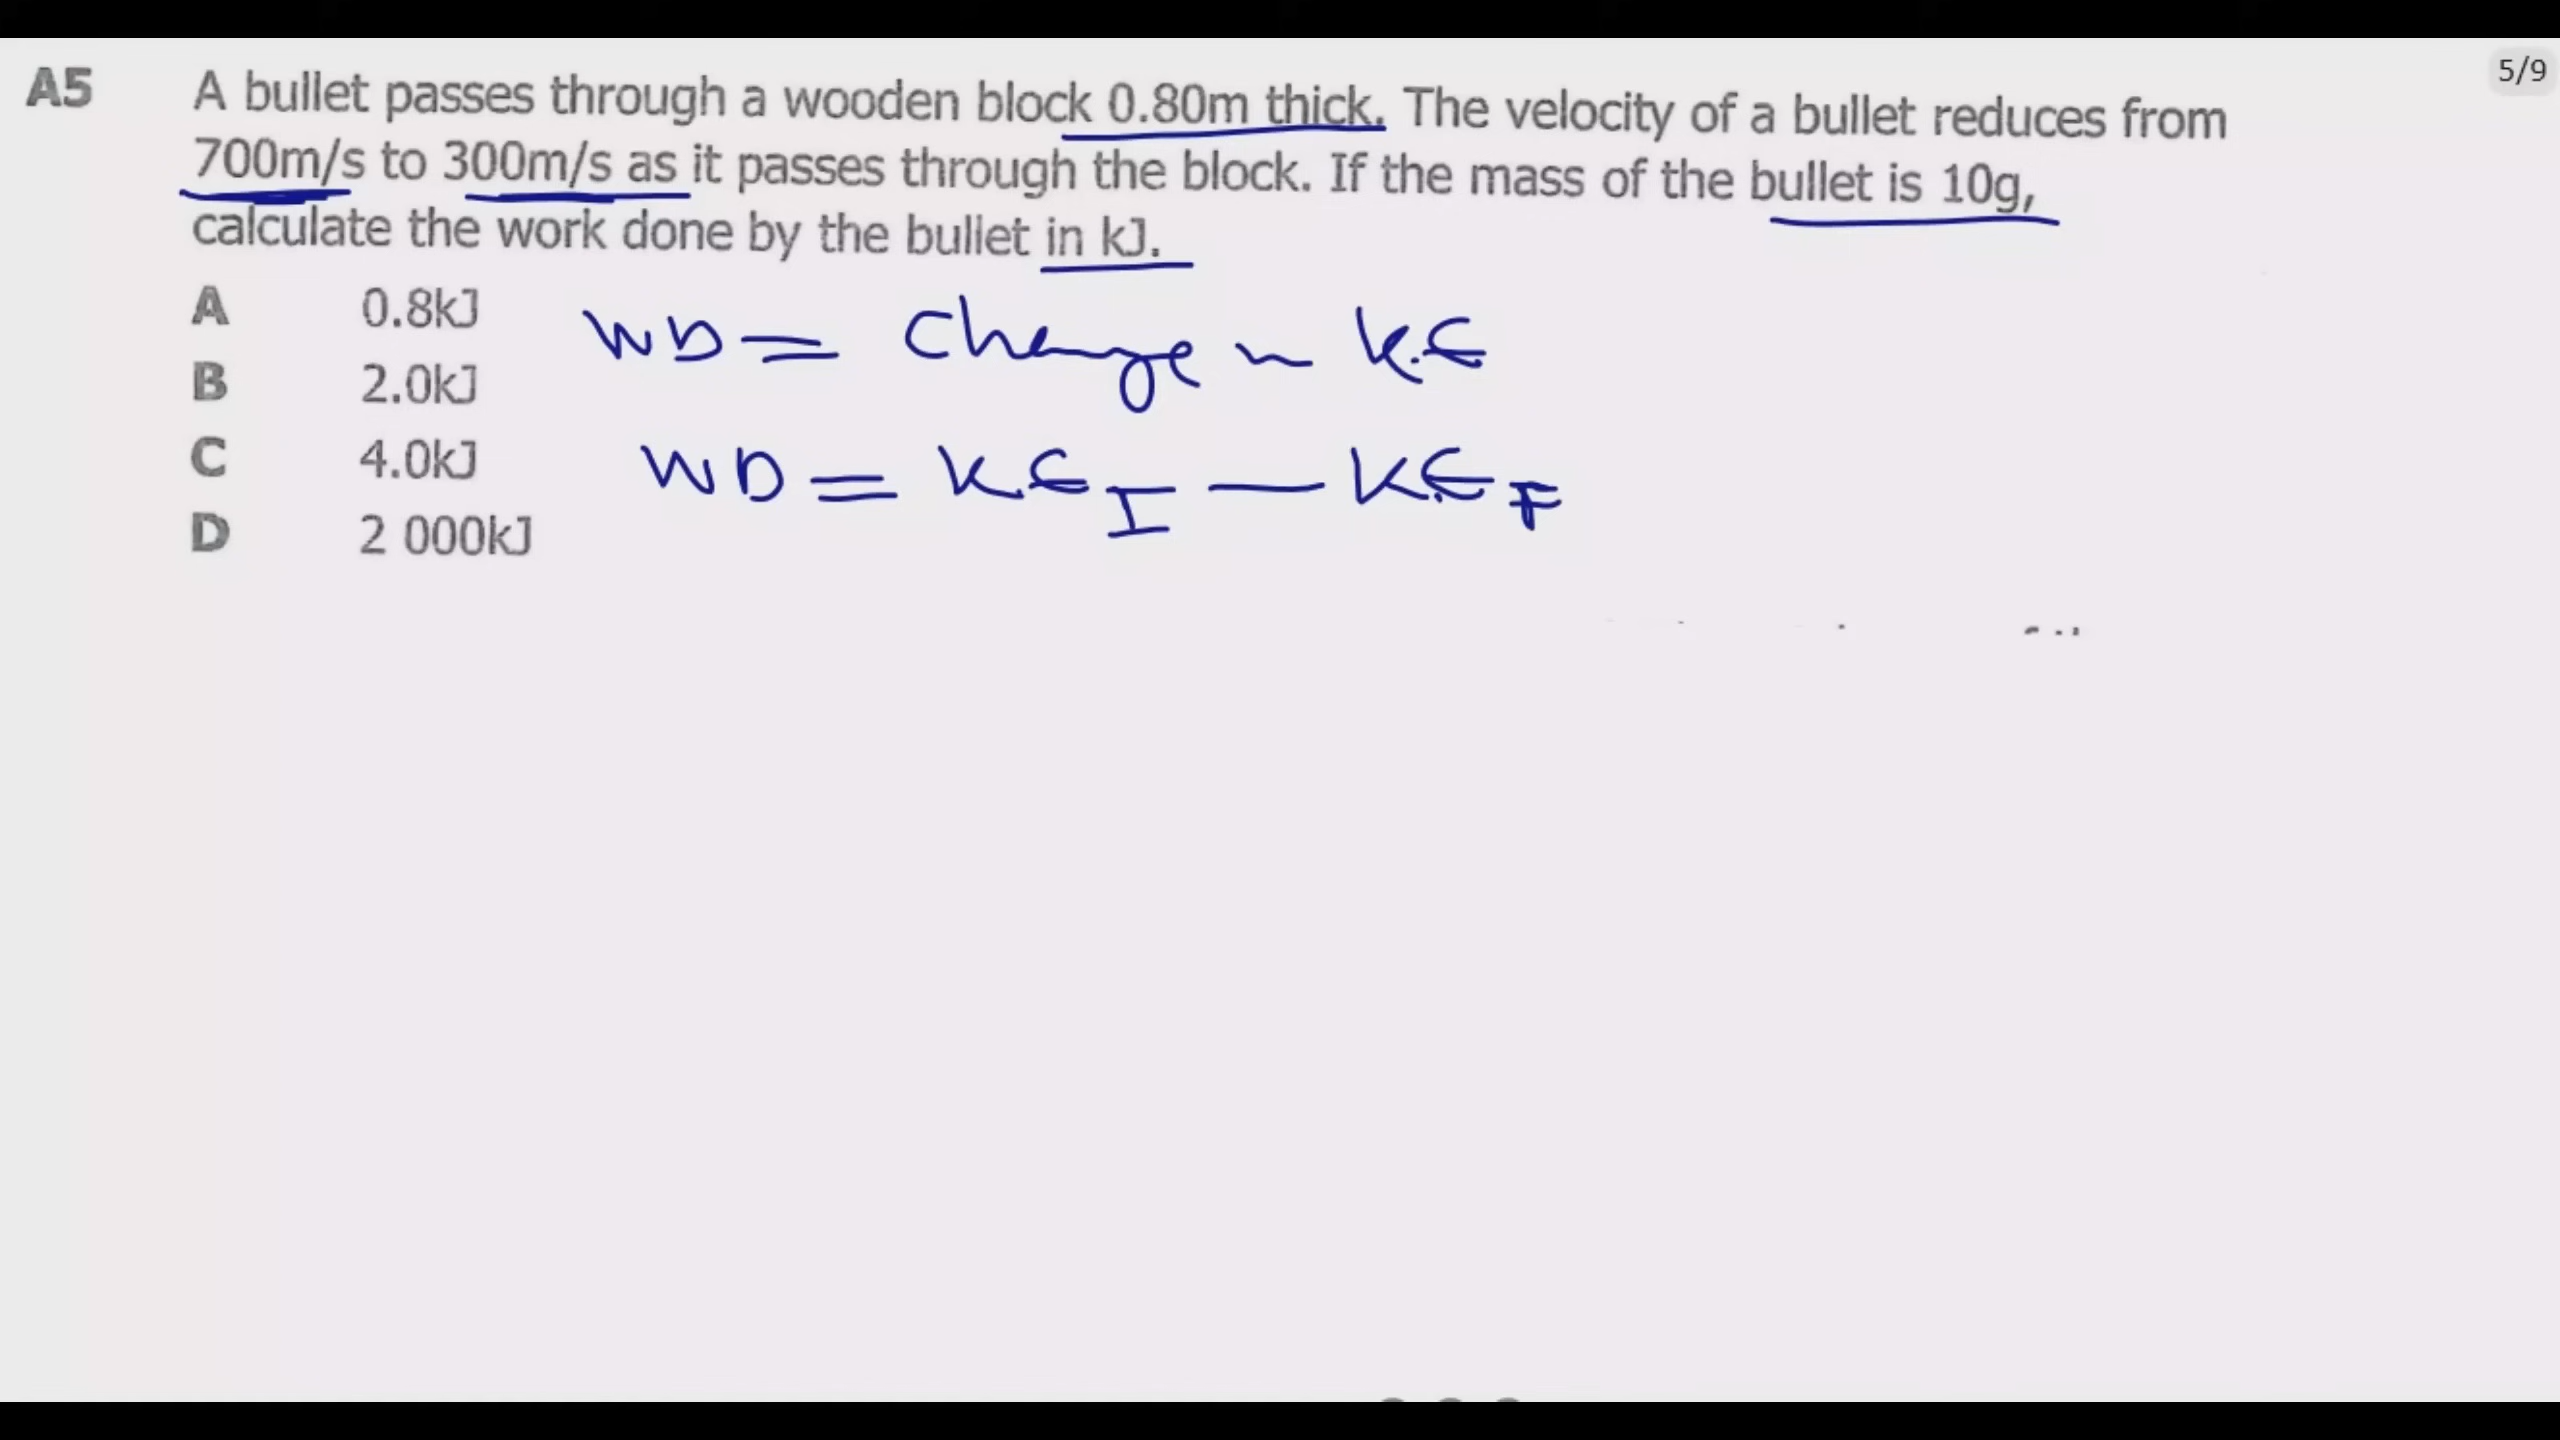 5/9
A5 A bullet passes through a wooden block 0.80m thick. The velocity of a bullet reduces from
700m/s to 300m/s as it passes through the block. If the mass of the bullet is 10g,
calculate the work done by the bullet in kJ.
A 0.8kJ
B 2.0kJ
C 4.0kJ
D 2 000kJ
WD = Change in K.E
WD = K.E I — K.E F